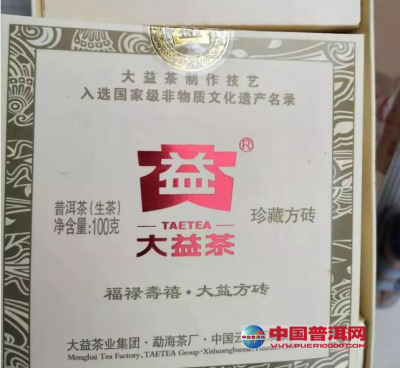 大益茶制作技艺
入选国家级非物质文化遗产名录
益®
普洱茶(生茶)
净含量:100克
TAETEA
大益茶
珍藏方砖
福禄壽禧·大益方砖
大益茶业集团·勐海茶厂·中国云
Menghai Tea Factory, TAETEA Group·Xishuangbanna, Yunnan
中国普洱网